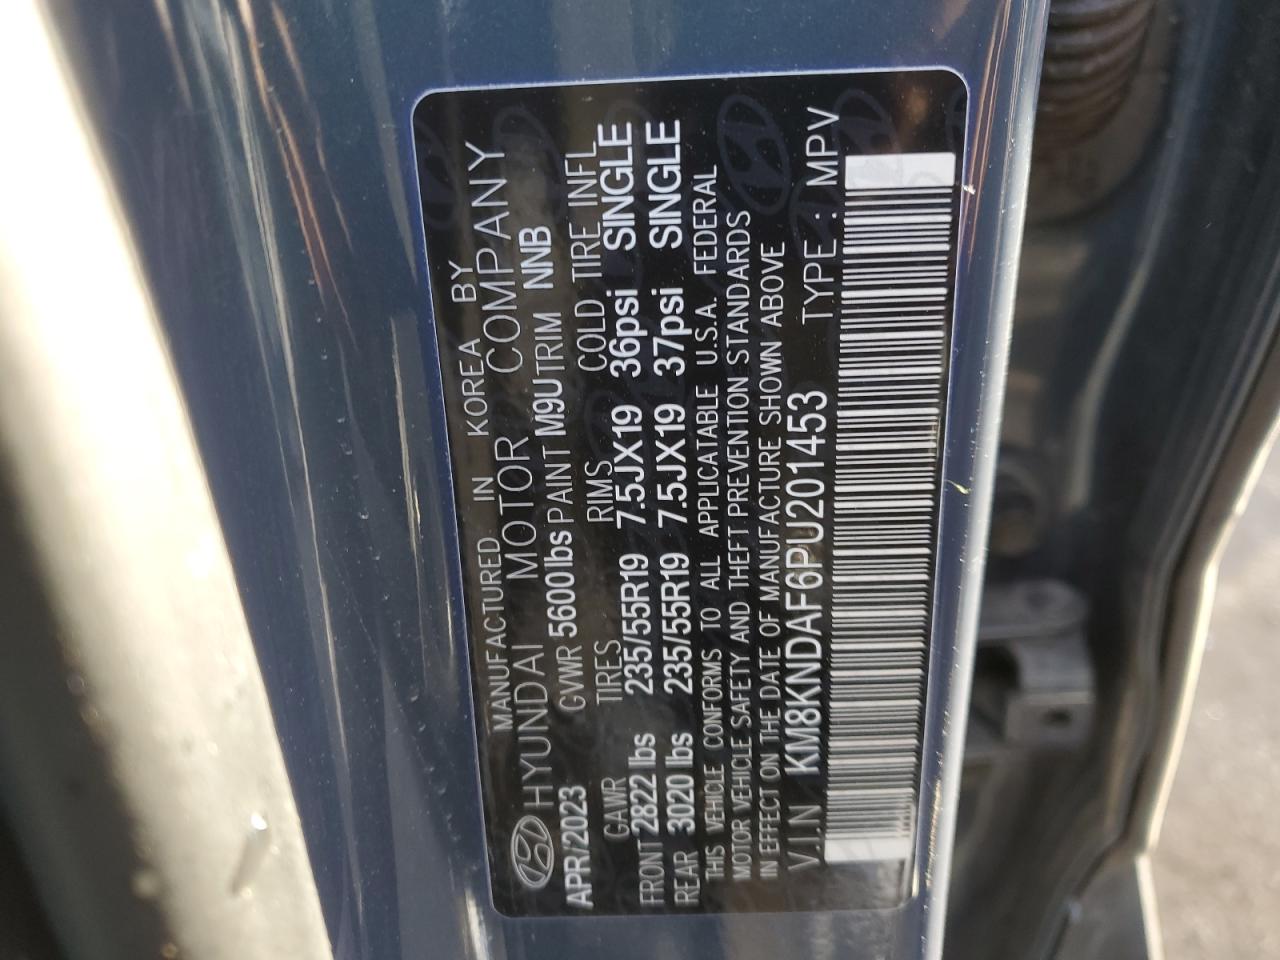 MANUFACTURED IN KOREA BY
HYUNDAI MOTOR COMPANY
APR/2023 GVWR 5600lbs PAINT M9U TRIM NNB
GAWR TIRES RIMS COLD TIRE INFL
FRONT 2822 lbs 235/55R19 7.5JX19 36psi SINGLE
REAR 3020 lbs 235/55R19 7.5JX19 37psi SINGLE
THIS VEHICLE CONFORMS TO ALL APPLICATABLE U.S.A. FEDERAL
MOTOR VEHICLE SAFETY AND THEFT PREVENTION STANDARDS
IN EFFECT ON THE DATE OF MANUFACTURE SHOWN ABOVE
V.I.N KM8KNDAF6PU201453 TYPE: MPV